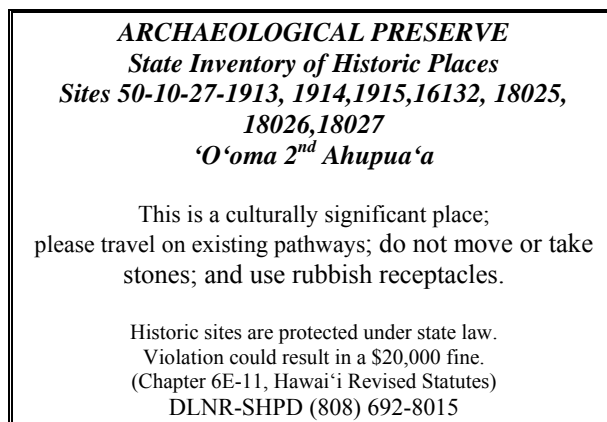 ARCHAEOLOGICAL PRESERVE
State Inventory of Historic Places
Sites 50-10-27-1913, 1914,1915,16132, 18025,
18026,18027
ʻOʻoma 2nd Ahupuaʻa
This is a culturally significant place;
please travel on existing pathways; do not move or take
stones; and use rubbish receptacles.
Historic sites are protected under state law.
Violation could result in a $20,000 fine.
(Chapter 6E-11, Hawaiʻi Revised Statutes)
DLNR-SHPD (808) 692-8015